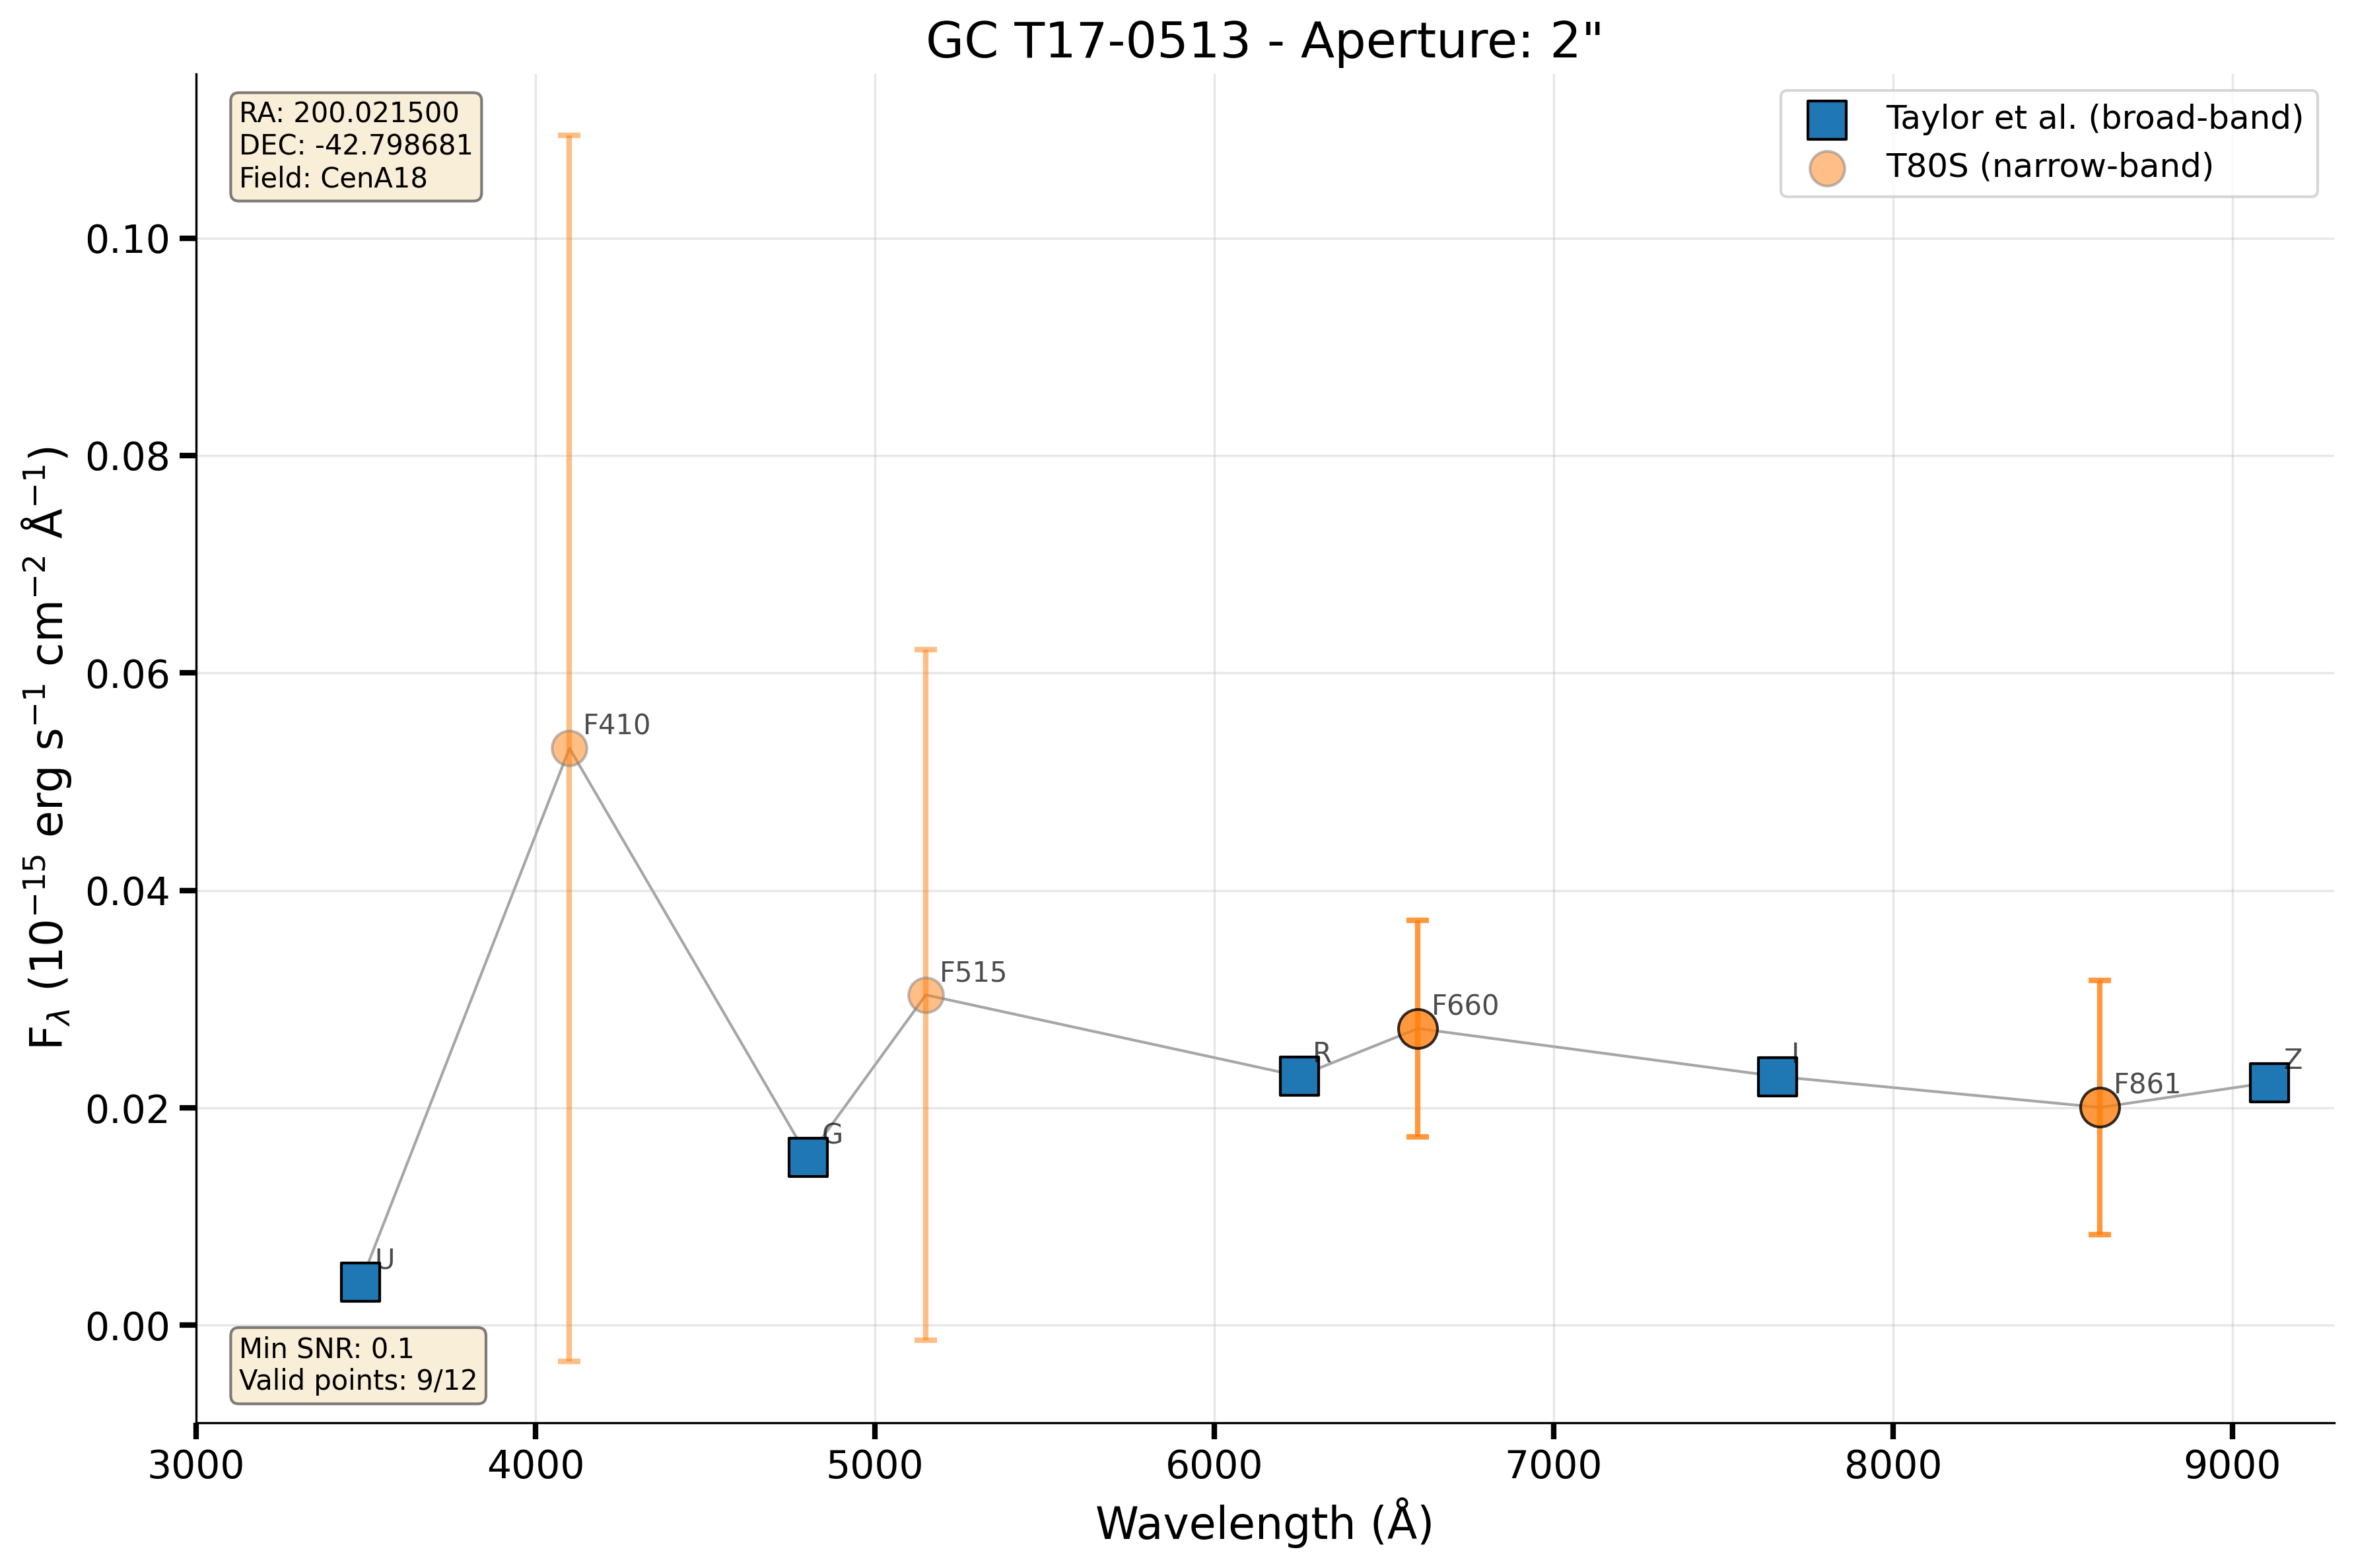 GC T17-0513 - Aperture: 2"
RA: 200.021500
DEC: -42.798681
Field: CenA18
Taylor et al. (broad-band)
T80S (narrow-band)
F_λ (10⁻¹⁵ erg s⁻¹ cm⁻² Å⁻¹)
0.10
0.08
0.06
0.04
0.02
0.00
U
F410
G
F515
R
F660
I
F861
Z
Min SNR: 0.1
Valid points: 9/12
3000 4000 5000 6000 7000 8000 9000
Wavelength (Å)